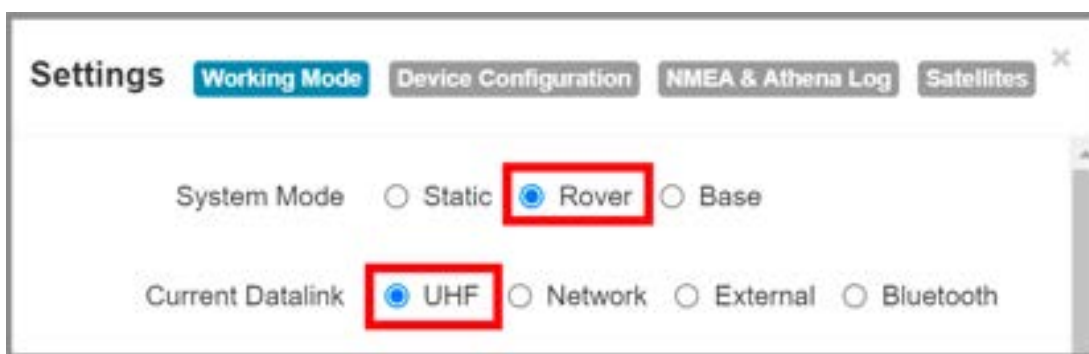 Settings Working Mode Device Configuration NMEA & Athena Log Satellites ×
System Mode Static Rover Base
Current Datalink UHF Network External Bluetooth